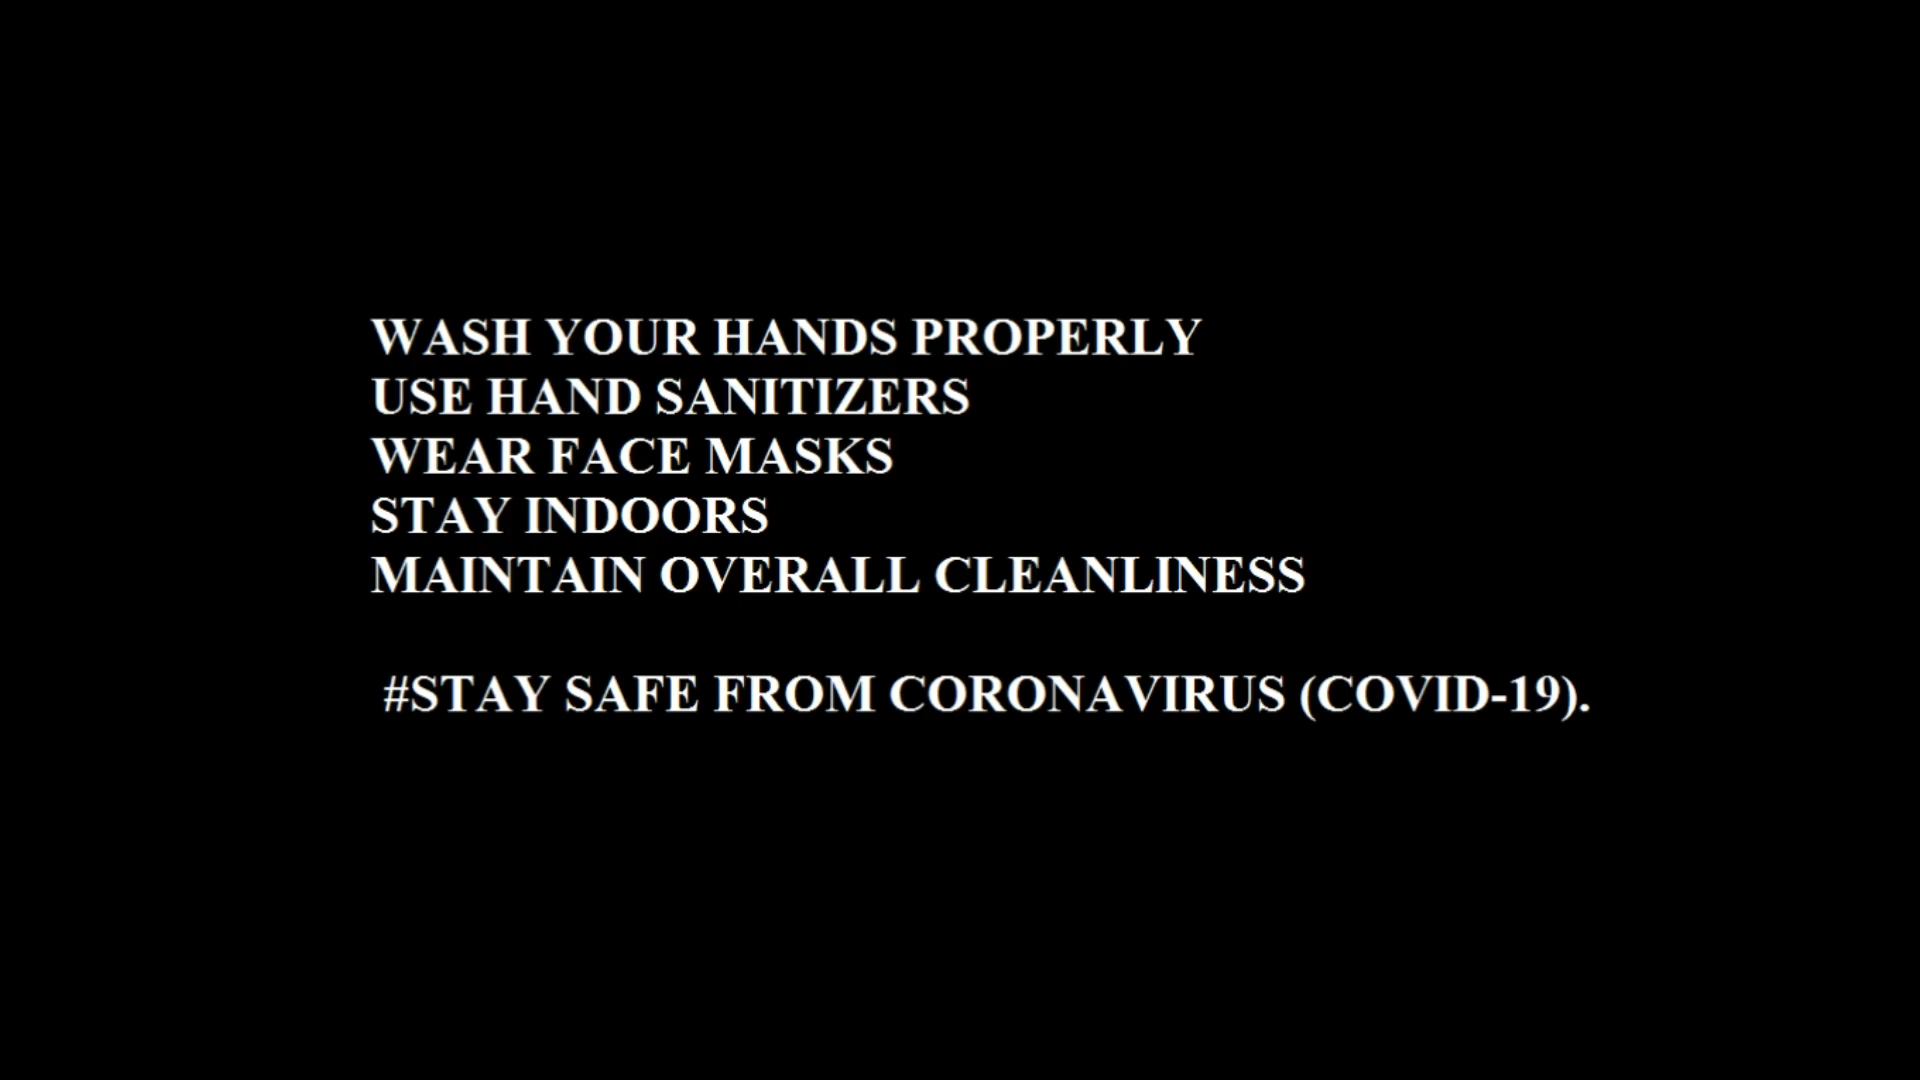 WASH YOUR HANDS PROPERLY
USE HAND SANITIZERS
WEAR FACE MASKS
STAY INDOORS
MAINTAIN OVERALL CLEANLINESS
#STAY SAFE FROM CORONAVIRUS (COVID-19).